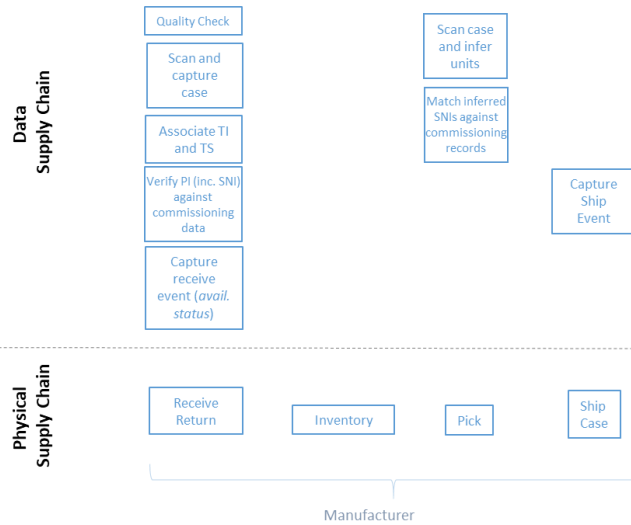 Data
Supply Chain
Quality Check
Scan and
capture
case
Associate TI
and TS
Verify PI (inc. SNI)
against
commissioning
data
Capture
receive
event (avail.
status)
Scan case
and infer
units
Match inferred
SNIs against
commissioning
records
Capture
Ship
Event
Physical
Supply Chain
Receive
Return
Inventory
Pick
Ship
Case
Manufacturer